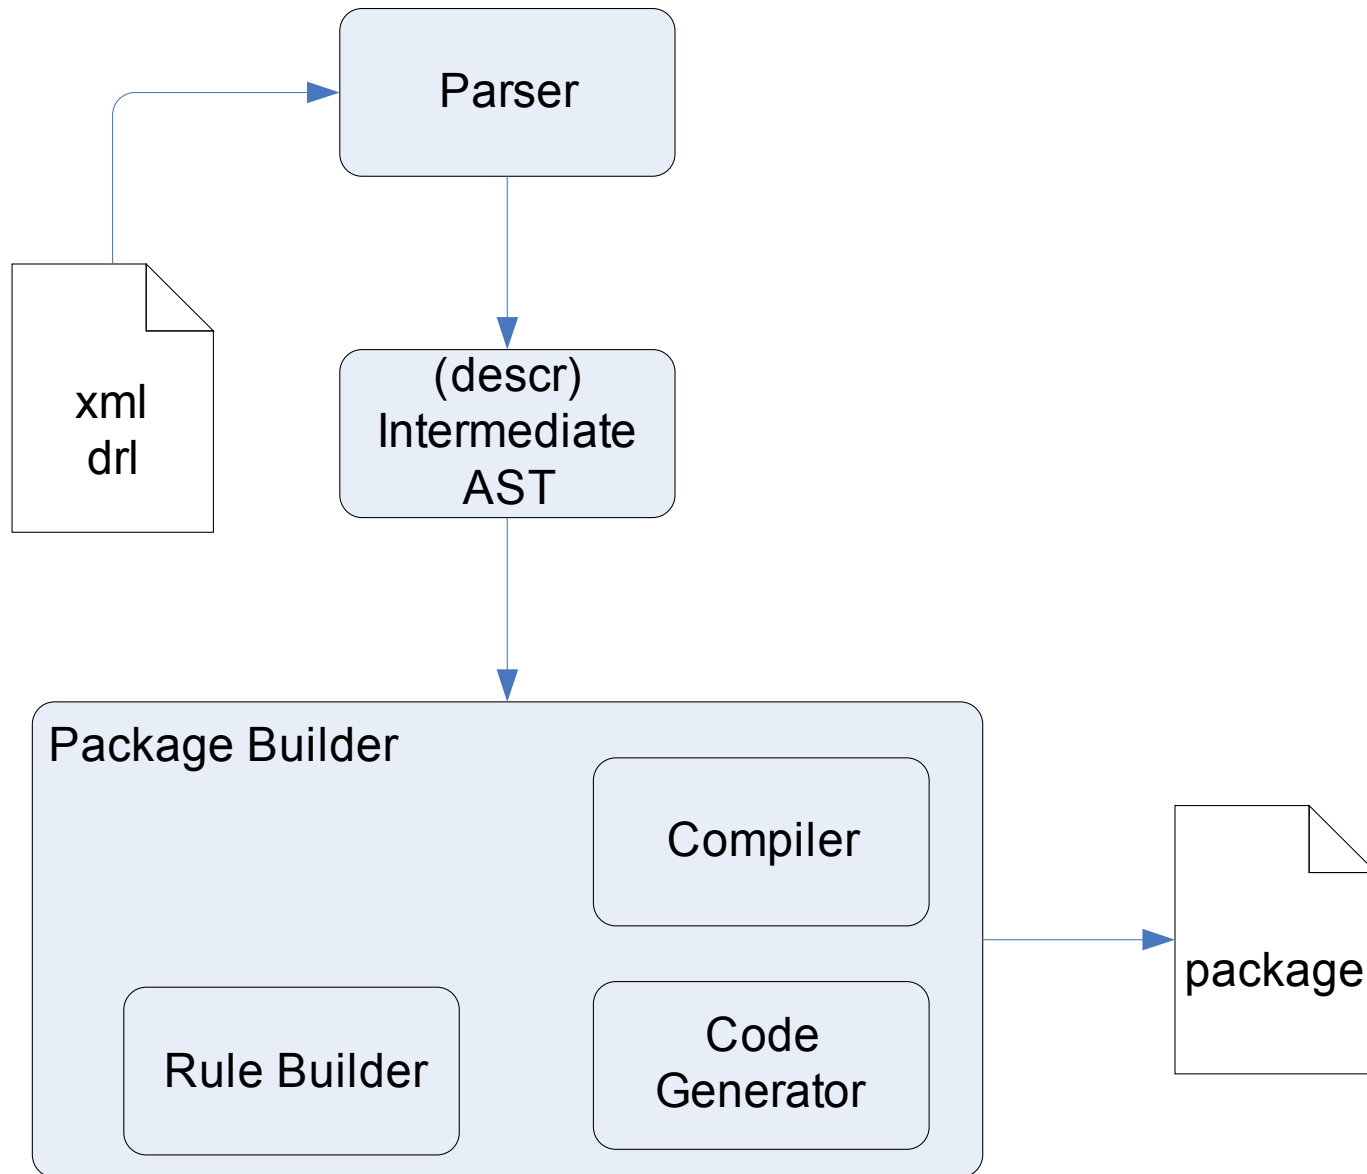 Parser
xml
drl
(descr)
Intermediate
AST
Package Builder
Compiler
package
Rule Builder
Code
Generator